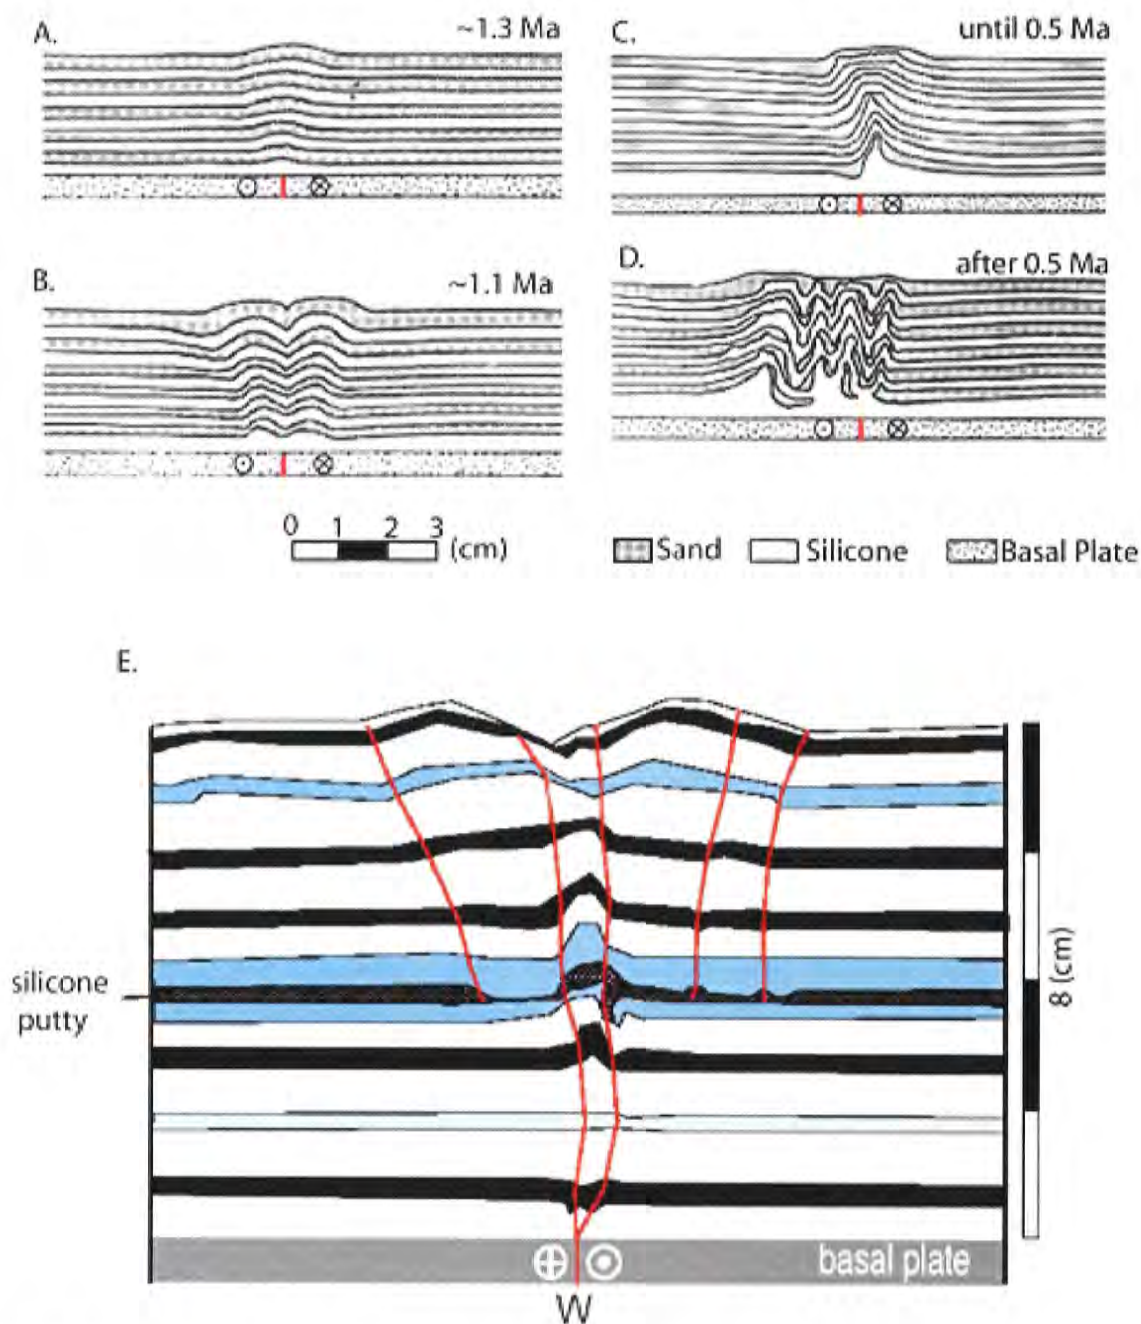 A.
~1.3 Ma
B.
~1.1 Ma
C.
until 0.5 Ma
D.
after 0.5 Ma
0 1 2 3
(cm)
Sand Silicone Basal Plate
E.
silicone
putty
8 (cm)
basal plate
W